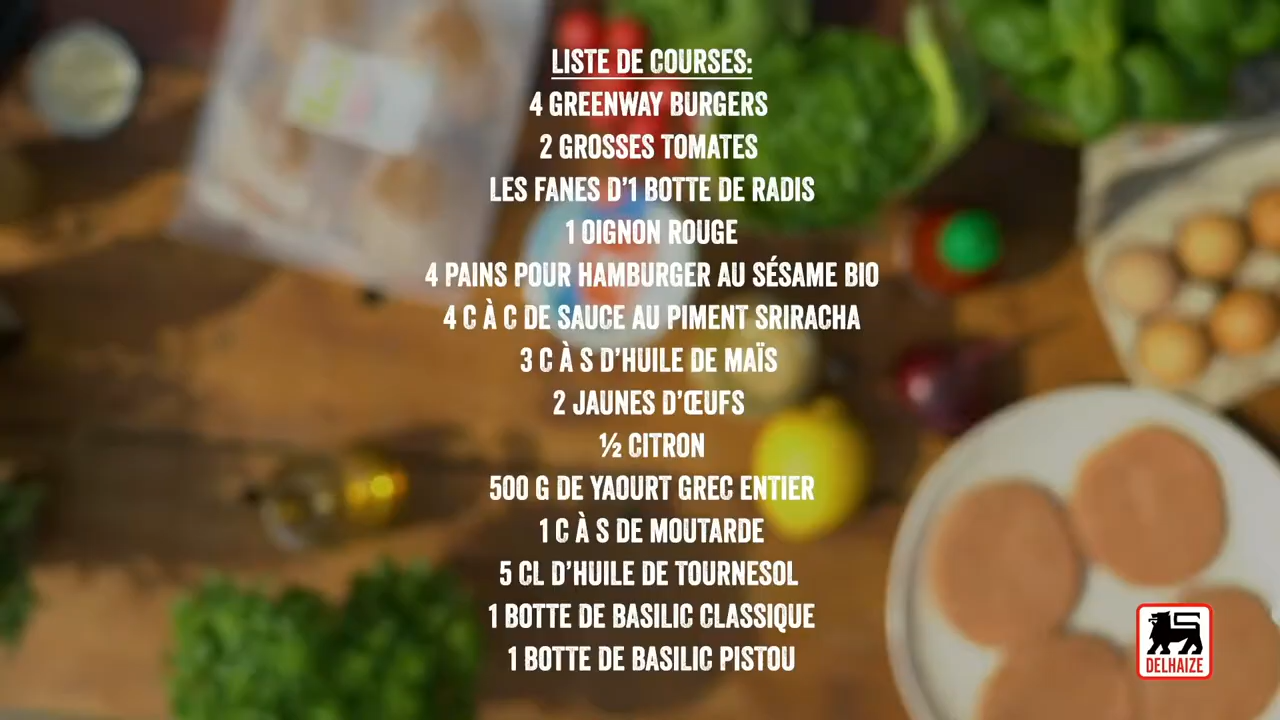 LISTE DE COURSES:
4 GREENWAY BURGERS
2 GROSSES TOMATES
LES FANES D'1 BOTTE DE RADIS
1 OIGNON ROUGE
4 PAINS POUR HAMBURGER AU SÉSAME BIO
4 C À C DE SAUCE AU PIMENT SRIRACHA
3 C À S D'HUILE DE MAÏS
2 JAUNES D'ŒUFS
½ CITRON
500 G DE YAOURT GREC ENTIER
1 C À S DE MOUTARDE
5 CL D'HUILE DE TOURNESOL
1 BOTTE DE BASILIC CLASSIQUE
1 BOTTE DE BASILIC PISTOU
DELHAIZE